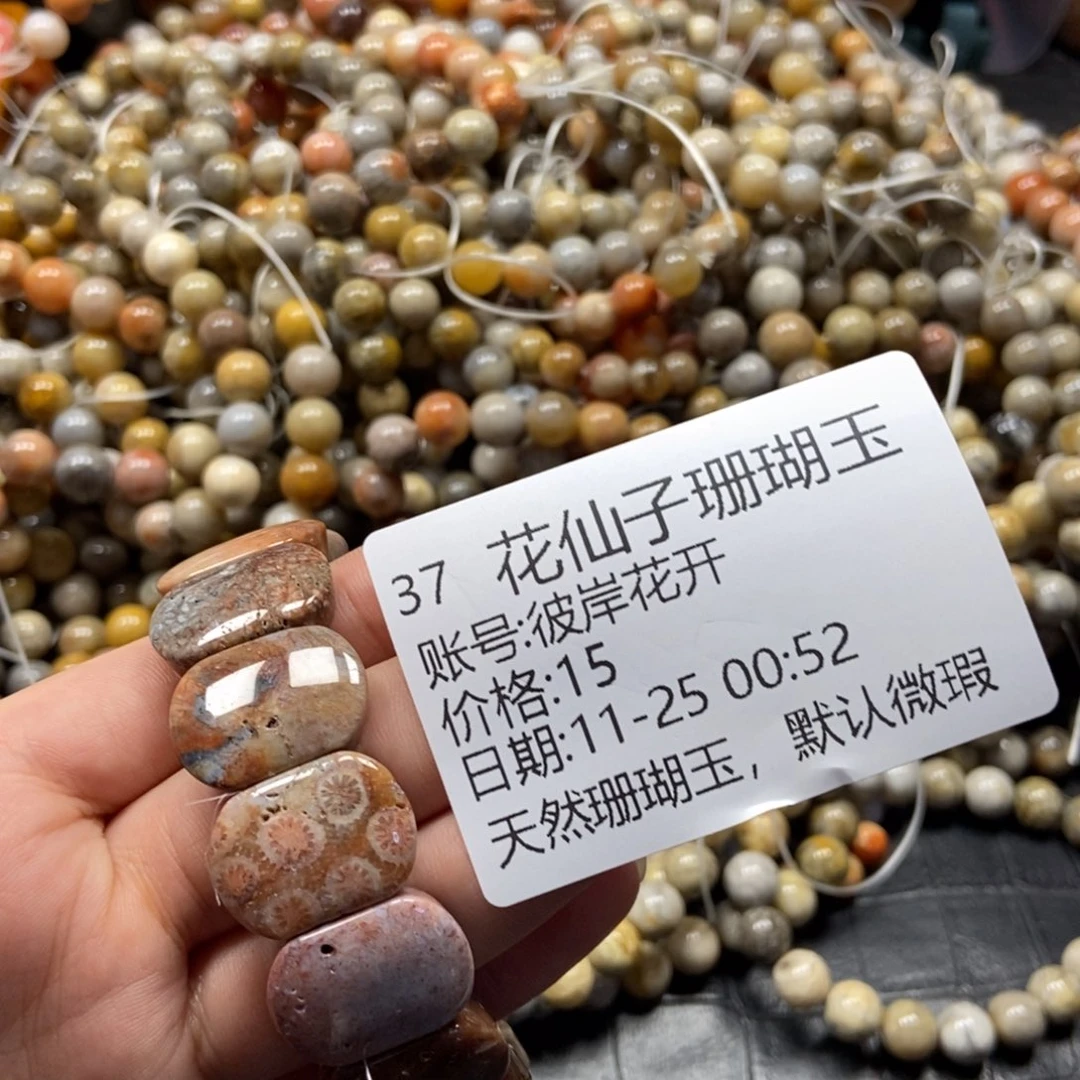 37 花仙子珊瑚玉
账号:彼岸花开
价格:15
日期:11-25 00:52
天然珊瑚玉，默认微瑕